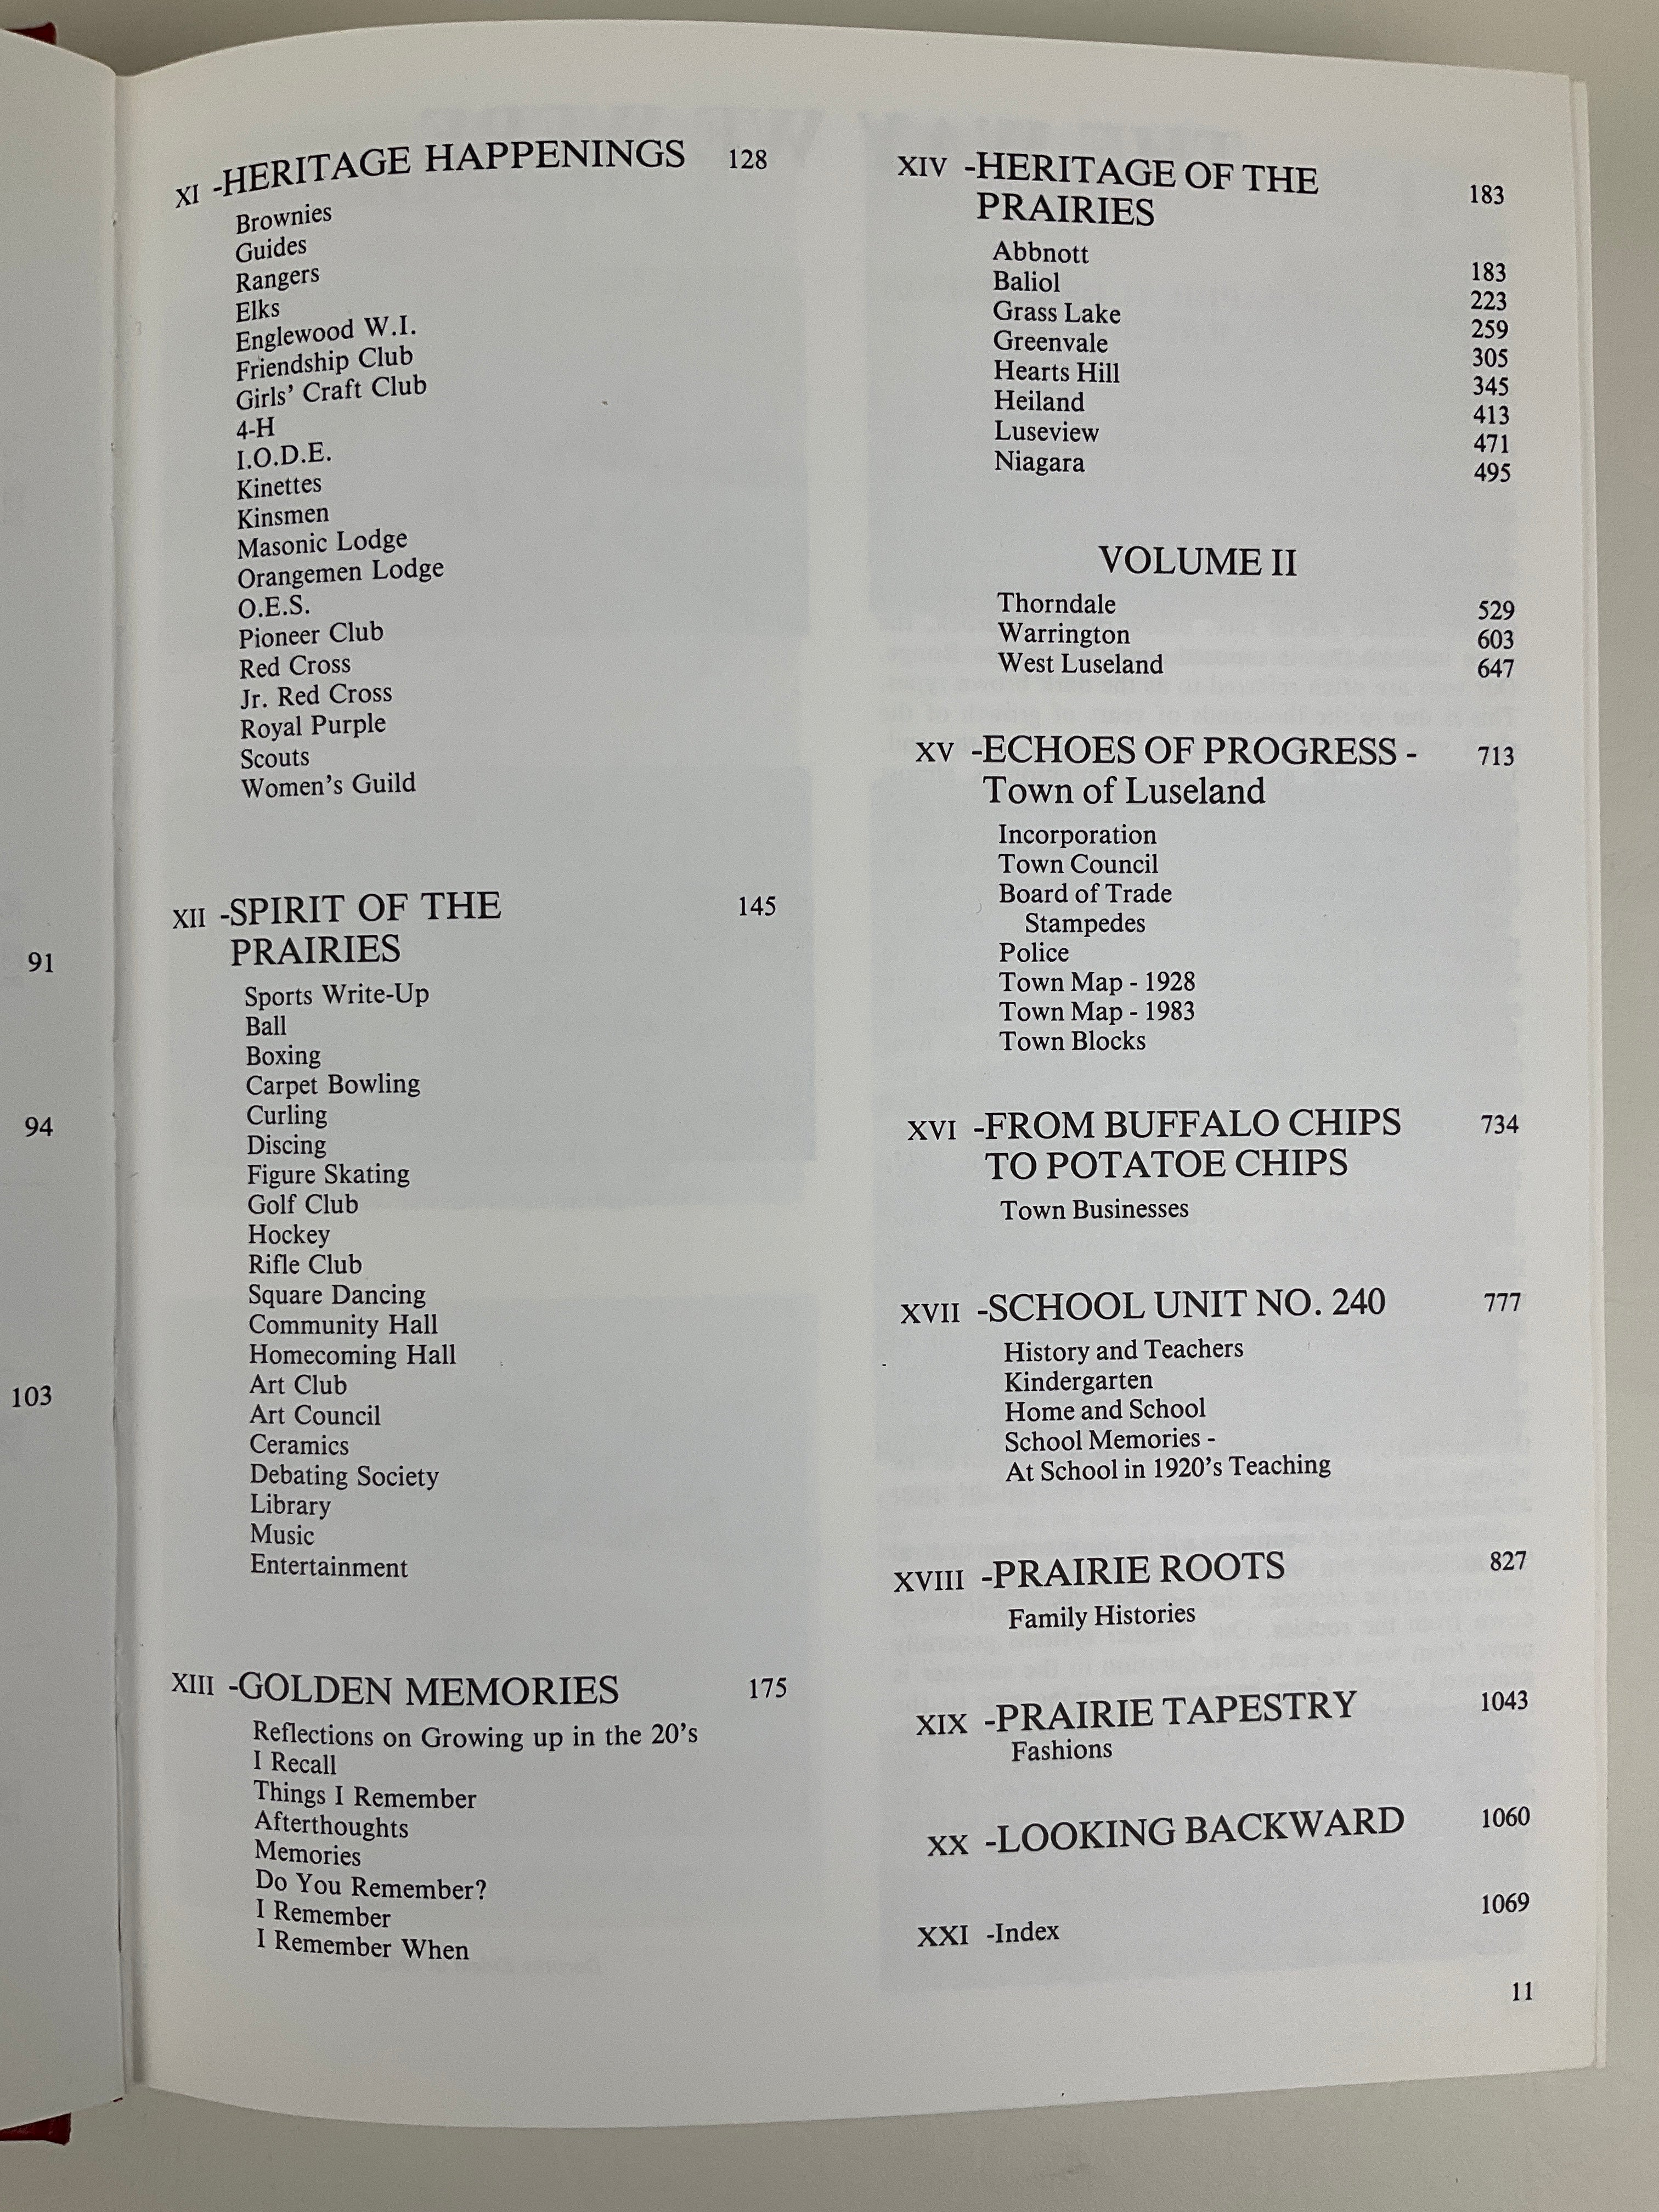 91
94
103
XI -HERITAGE HAPPENINGS 128
Brownies
Guides
Rangers
Elks
Englewood W.I.
Friendship Club
Girls' Craft Club
4-H
I.O.D.E.
Kinettes
Kinsmen
Masonic Lodge
Orangemen Lodge
O.E.S.
Pioneer Club
Red Cross
Jr. Red Cross
Royal Purple
Scouts
Women's Guild
XII -SPIRIT OF THE 145
PRAIRIES
Sports Write-Up
Ball
Boxing
Carpet Bowling
Curling
Discing
Figure Skating
Golf Club
Hockey
Rifle Club
Square Dancing
Community Hall
Homecoming Hall
Art Club
Art Council
Ceramics
Debating Society
Library
Music
Entertainment
XIII -GOLDEN MEMORIES 175
Reflections on Growing up in the 20's
I Recall
Things I Remember
Afterthoughts
Memories
Do You Remember?
I Remember
I Remember When
XIV -HERITAGE OF THE 183
PRAIRIES
Abbnott 183
Baliol 223
Grass Lake 259
Greenvale 305
Hearts Hill 345
Heiland 413
Luseview 471
Niagara 495
VOLUME II
Thorndale 529
Warrington 603
West Luseland 647
XV -ECHOES OF PROGRESS - 713
Town of Luseland
Incorporation
Town Council
Board of Trade
Stampedes
Police
Town Map - 1928
Town Map - 1983
Town Blocks
XVI -FROM BUFFALO CHIPS 734
TO POTATOE CHIPS
Town Businesses
XVII -SCHOOL UNIT NO. 240 777
History and Teachers
Kindergarten
Home and School
School Memories -
At School in 1920's Teaching
XVIII -PRAIRIE ROOTS 827
Family Histories
XIX -PRAIRIE TAPESTRY 1043
Fashions
XX -LOOKING BACKWARD 1060
XXI -Index 1069
11